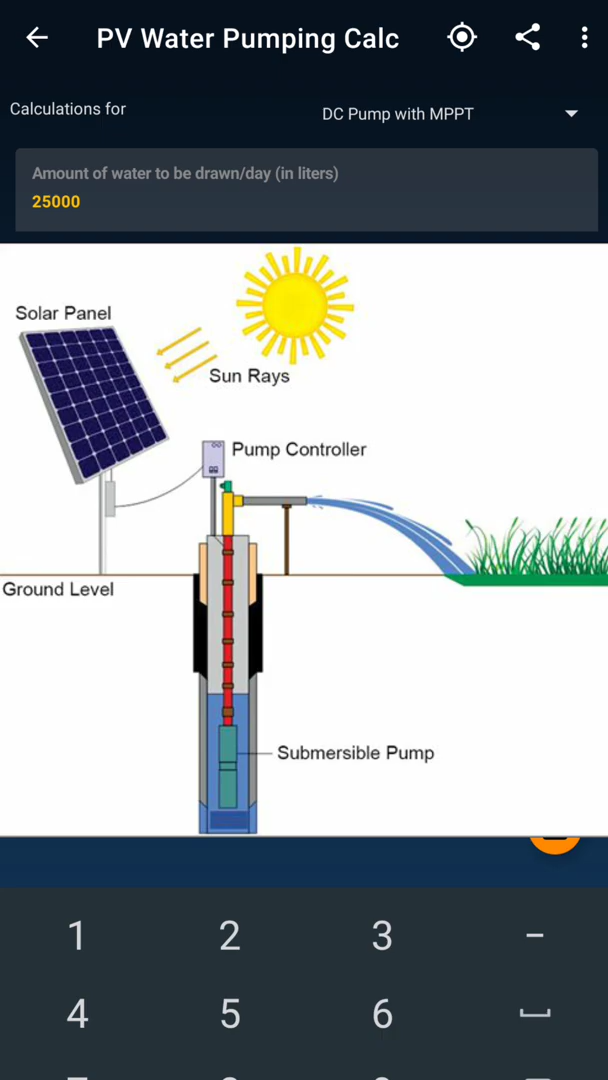 PV Water Pumping Calc
Calculations for
DC Pump with MPPT
Amount of water to be drawn/day (in liters)
25000
Solar Panel
Sun Rays
Pump Controller
Ground Level
Submersible Pump
1 2 3 –
4 5 6